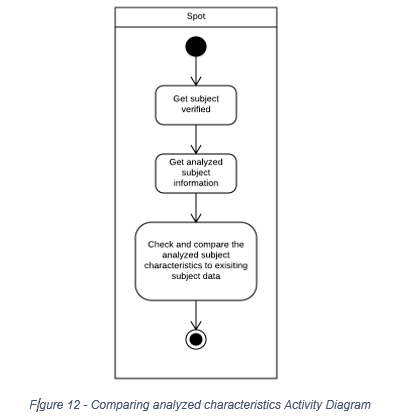 Spot
Get subject
verified
Get analyzed
subject
information
Check and compare the
analyzed subject
characteristics to exisiting
subject data
Figure 12 - Comparing analyzed characteristics Activity Diagram